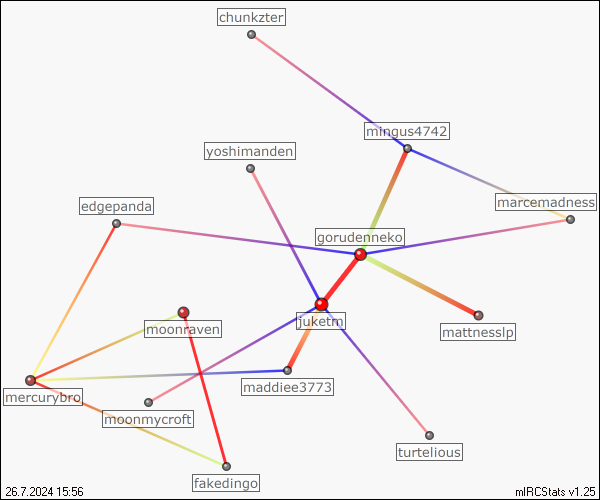 chunkzter
mingus4742
yoshimanden
marcemadness
edgepanda
gorudenneko
juketm
moonraven
mattnesslp
maddiee3773
mercurybro
moonmycroft
turtelious
fakedingo
26.7.2024 15:56
mIRCStats v1.25